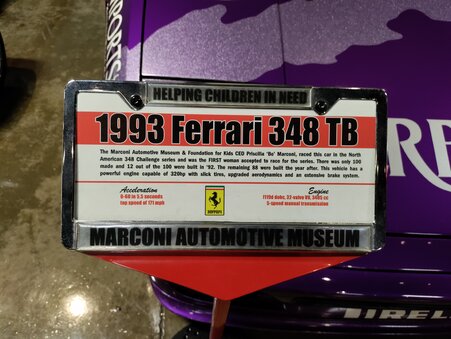 SPORTS
HELPING CHILDREN IN NEED
1993 Ferrari 348 TB
The Marconi Automotive Museum & Foundation for Kids CEO Priscilla 'Bo' Marconi, raced this car in the North
American 348 Challenge series and was the FIRST woman accepted to race for the series. There was only 100
made and 12 out of the 100 were built in '92. The remaining 88 were built the year after. This vehicle has a
powerful engine capable of 320hp with slick tires, upgraded aerodynamics and an extensive brake system.
Acceleration
0-60 in 5.5 seconds
top speed of 171 mph
Engine
5-speed manual transmission
MARCONI AUTOMOTIVE MUSEUM
RE
PIRELLI